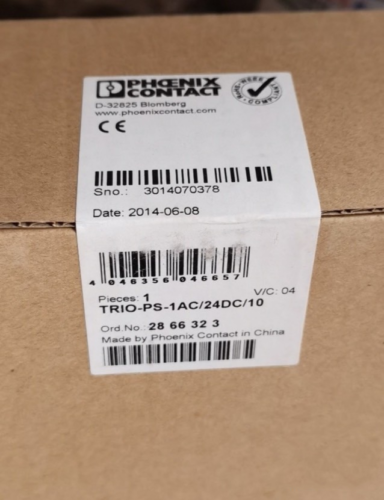 PHŒNIX
CONTACT
D-32825 Blomberg
www.phoenixcontact.com
CE
Sno.: 3014070378
Date: 2014-06-08
4 046356 046657
Pieces: 1
V/C: 04
TRIO-PS-1AC/24DC/10
Ord.No.: 28 66 32 3
Made by Phoenix Contact in China